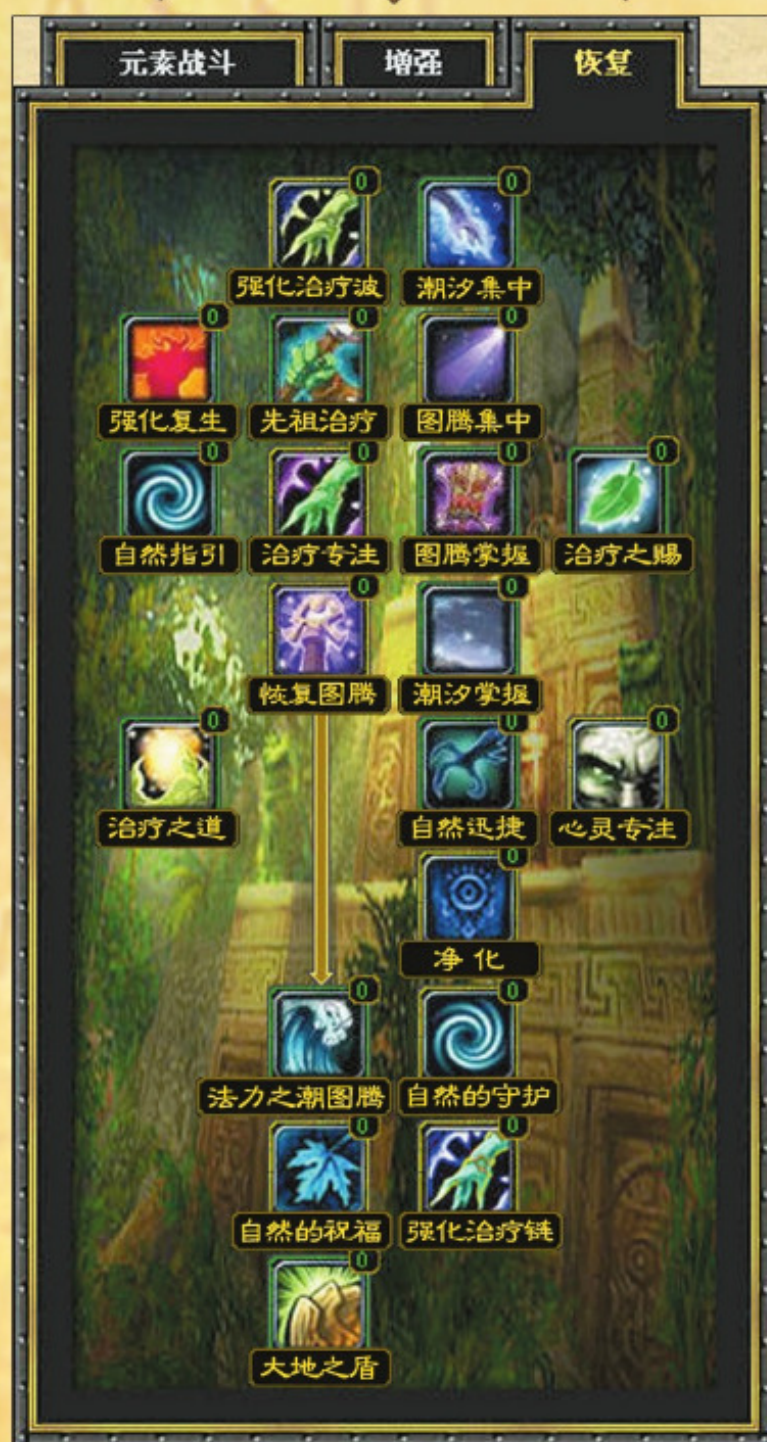 元素战斗 增强 恢复
0 0
强化治疗波 潮汐集中
0 0 0
强化复生 先祖治疗 图腾集中
0 0 0 0
自然指引 治疗专注 图腾掌握 治疗之赐
0 0
恢复图腾 潮汐掌握
0 0 0
治疗之道 自然迅捷 心灵专注
0
净化
0 0
法力之潮图腾 自然的守护
0 0
自然的祝福 强化治疗链
0
大地之盾